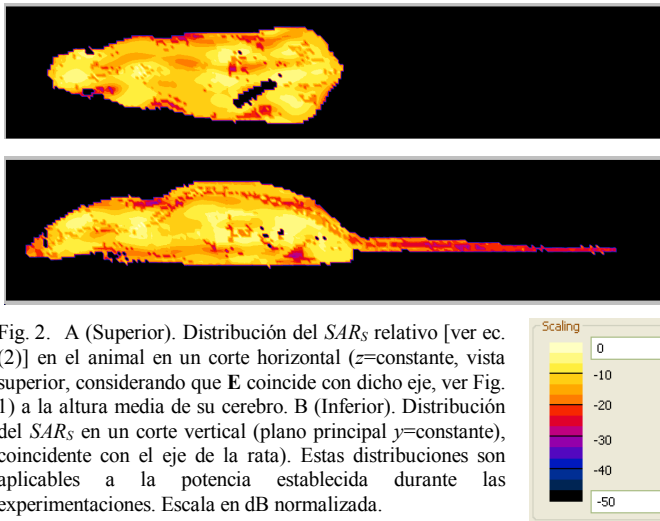 Fig. 2. A (Superior). Distribución del SARS relativo [ver ec.
(2)] en el animal en un corte horizontal (z=constante, vista
superior, considerando que E coincide con dicho eje, ver Fig.
1) a la altura media de su cerebro. B (Inferior). Distribución
del SARS en un corte vertical (plano principal y=constante),
coincidente con el eje de la rata). Estas distribuciones son
aplicables a la potencia establecida durante las
experimentaciones. Escala en dB normalizada.
Scaling
0
-10
-20
-30
-40
-50